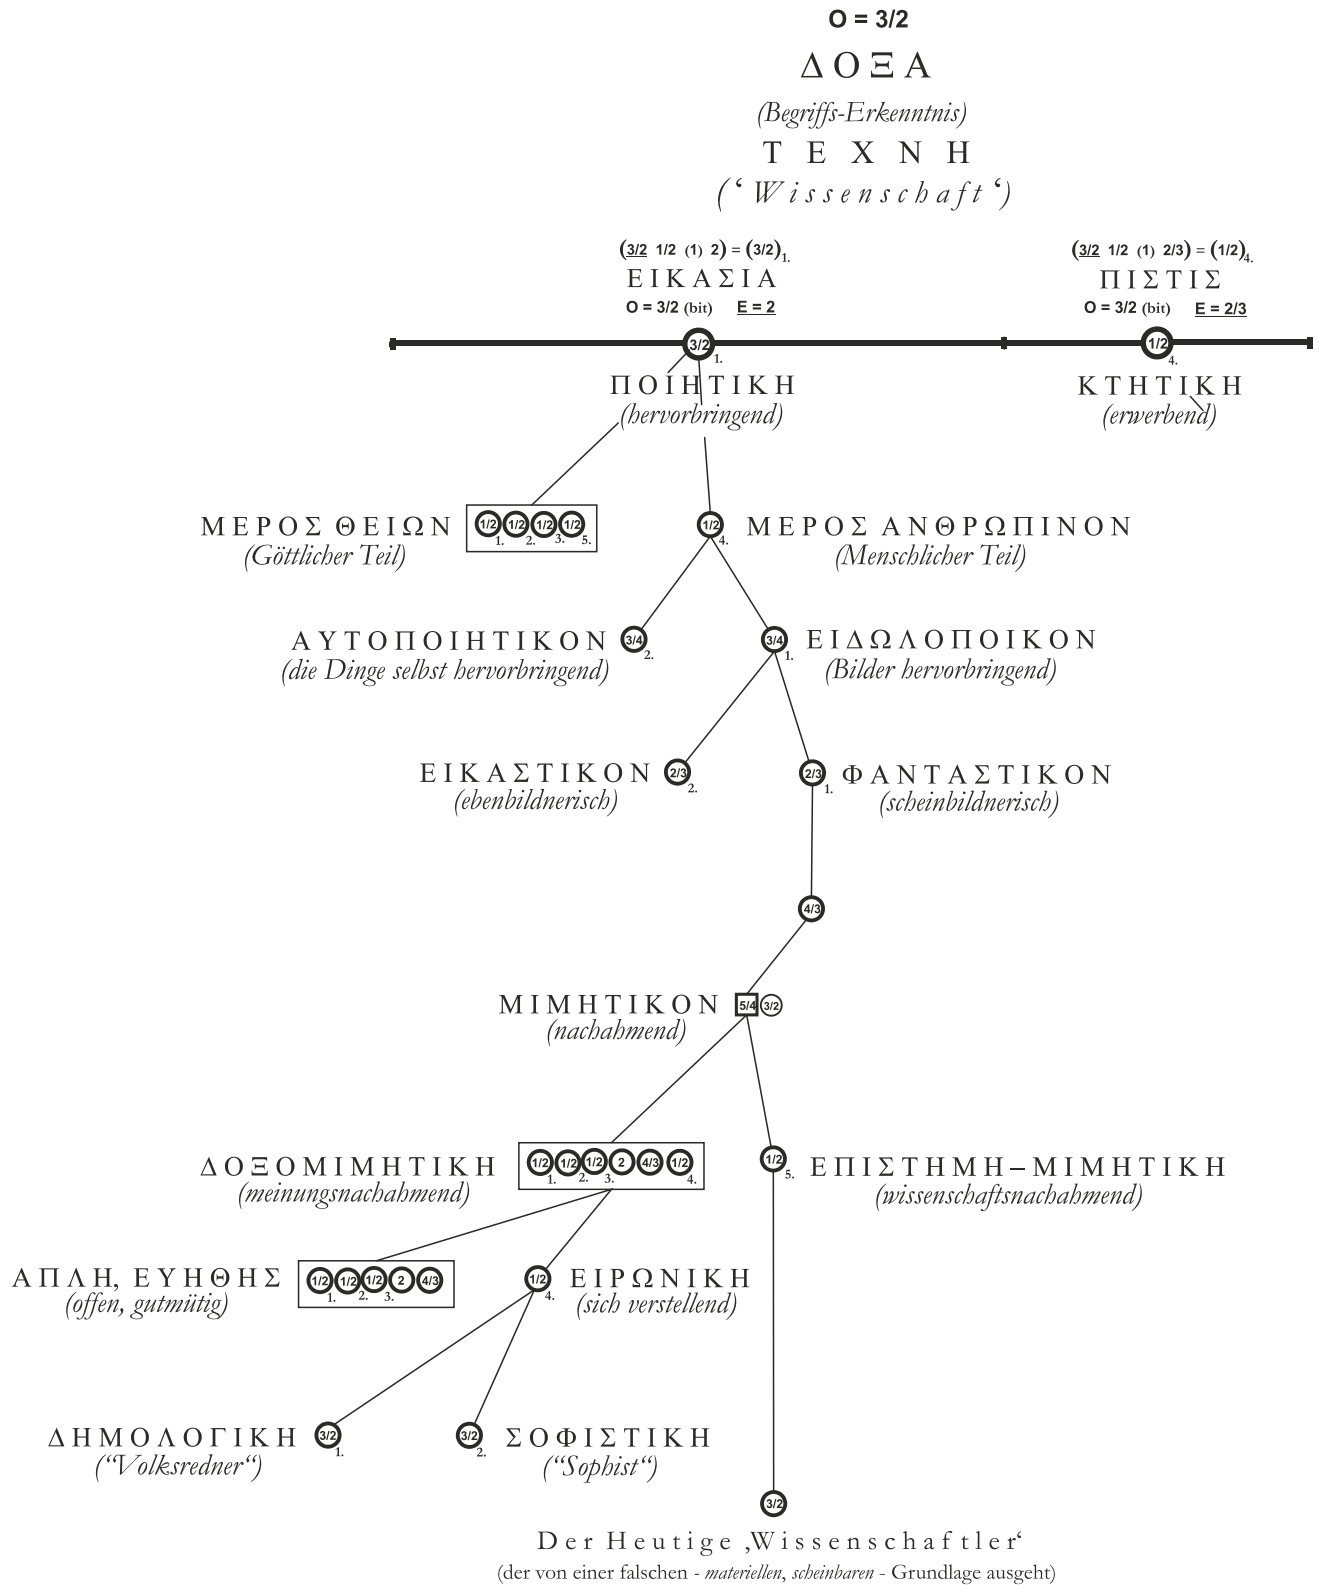 O = 3/2
Δ Ο Ξ Α
(Begriffs-Erkenntnis)
Τ Ε Χ Ν Η
(‘ Wissenschaft ‘)
(3/2 1/2 (1) 2) = (3/2)1.
ΕΙΚΑΣΙΑ
O = 3/2 (bit) E = 2
(3/2 1/2 (1) 2/3) = (1/2)4.
ΠΙΣΤΙΣ
O = 3/2 (bit) E = 2/3
3/2 1.
1/2 4.
ΠΟΙΗΤΙΚΗ
(hervorbringend)
ΚΤΗΤΙΚΗ
(erwerbend)
ΜΕΡΟΣ ΘΕΙΩΝ
(Göttlicher Teil)
1/2 1. 1/2 2. 1/2 3. 1/2 5.
1/2 4.
ΜΕΡΟΣ ΑΝΘΡΩΠΙΝΟΝ
(Menschlicher Teil)
ΑΥΤΟΠΟΙΗΤΙΚΟΝ
(die Dinge selbst hervorbringend)
3/4 2.
3/4 1.
ΕΙΔΩΛΟΠΟΙΚΟΝ
(Bilder hervorbringend)
ΕΙΚΑΣΤΙΚΟΝ
(ebenbildnerisch)
2/3 2.
2/3 1.
ΦΑΝΤΑΣΤΙΚΟΝ
(scheinbildnerisch)
4/3
ΜΙΜΗΤΙΚΟΝ
(nachahmend)
5/4 3/2
ΔΟΞΟΜΙΜΗΤΙΚΗ
(meinungsnachahmend)
1/2 1. 1/2 2. 1/2 3. 2 4/3 1/2 4.
1/2 5.
ΕΠΙΣΤΗΜΗ–ΜΙΜΗΤΙΚΗ
(wissenschaftsnachahmend)
ΑΠΛΗ, ΕΥΗΘΗΣ
(offen, gutmütig)
1/2 1. 1/2 2. 1/2 3. 2 4/3
1/2 4.
ΕΙΡΩΝΙΚΗ
(sich verstellend)
ΔΗΜΟΛΟΓΙΚΗ
(“Volksredner“)
3/2 1.
3/2 2.
ΣΟΦΙΣΤΙΚΗ
(“Sophist“)
3/2
Der Heutige ‚Wissenschaftler‘
(der von einer falschen - materiellen, scheinbaren - Grundlage ausgeht)